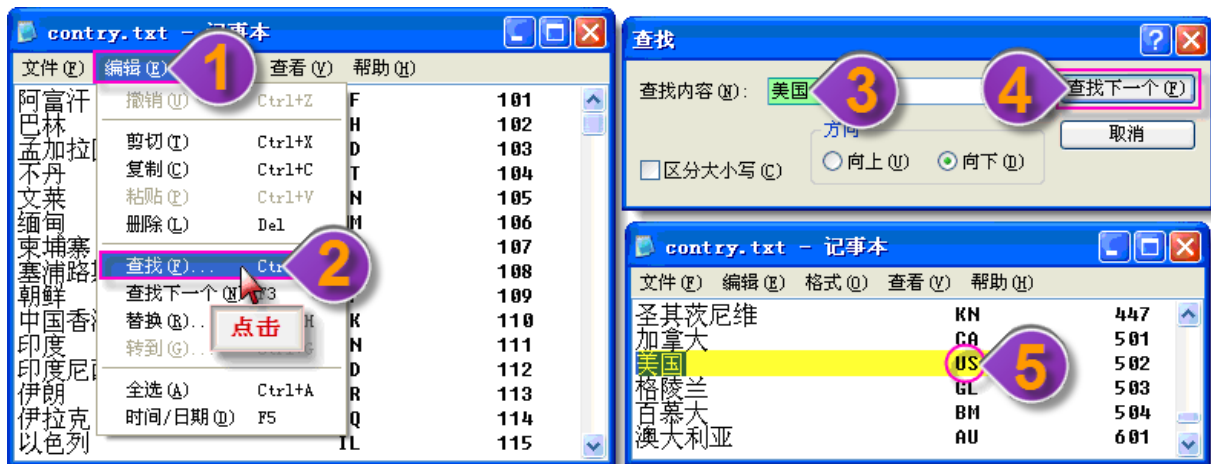 contry.txt - 记事本
文件(F) 编辑(E) 查看(V) 帮助(H)
1
阿富汗 F 101
巴林 H 102
孟加拉 D 103
不丹 T 104
文莱 N 105
缅甸 M 106
柬埔寨 107
塞浦路 108
朝鲜 109
中国香 K 110
印度 N 111
印度尼 D 112
伊朗 R 113
伊拉克 Q 114
以色列 IL 115
撤销(U) Ctrl+Z
剪切(T) Ctrl+X
复制(C) Ctrl+C
粘贴(P) Ctrl+V
删除(L) Del
查找(F)... Ctr
2
查找下一个(N) F3
替换(R).. H
点击
转到(G)...
全选(A) Ctrl+A
时间/日期(D) F5
查找
查找内容(N): 美国
3
4
查找下一个(F)
方向
取消
区分大小写(C)
向上(U) 向下(D)
contry.txt - 记事本
文件(F) 编辑(E) 格式(O) 查看(V) 帮助(H)
圣其茨尼维 KN 447
加拿大 CA 501
美国 US 502
5
格陵兰 GL 503
百慕大 BM 504
澳大利亚 AU 601